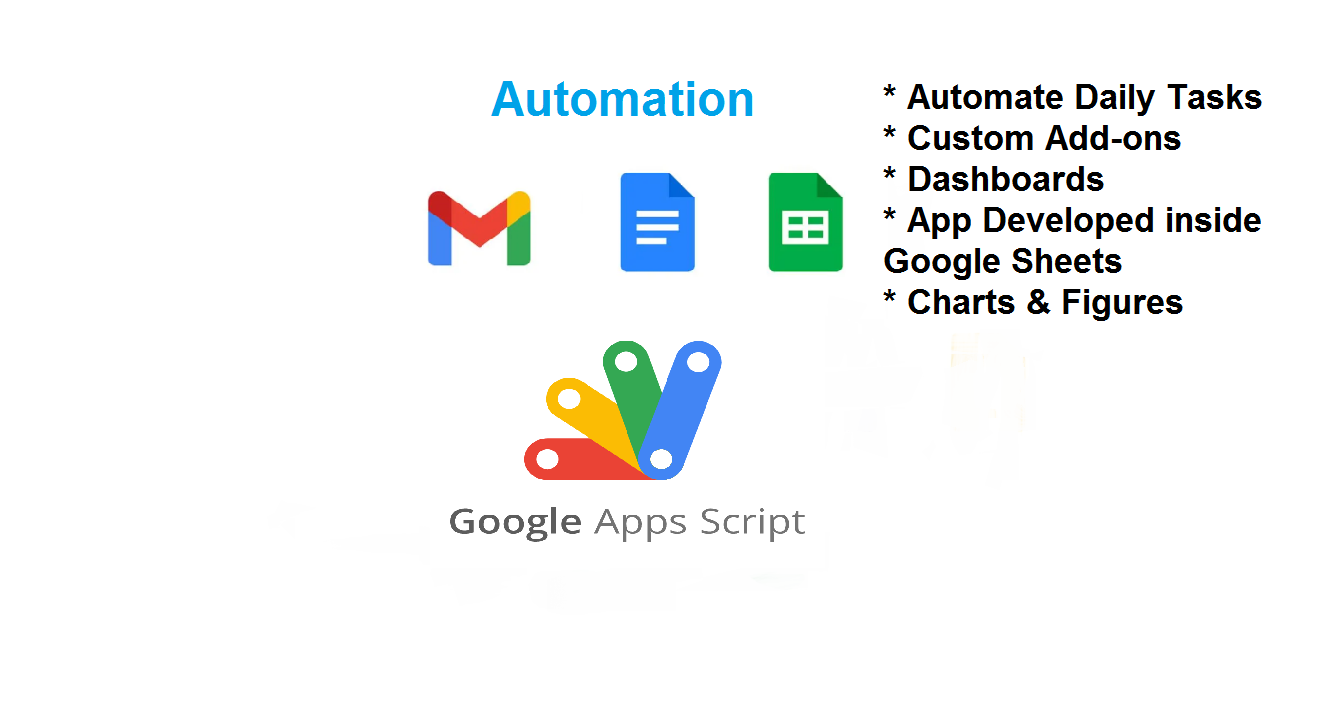 Automation
* Automate Daily Tasks
* Custom Add-ons
* Dashboards
* App Developed inside
Google Sheets
* Charts & Figures
Google Apps Script